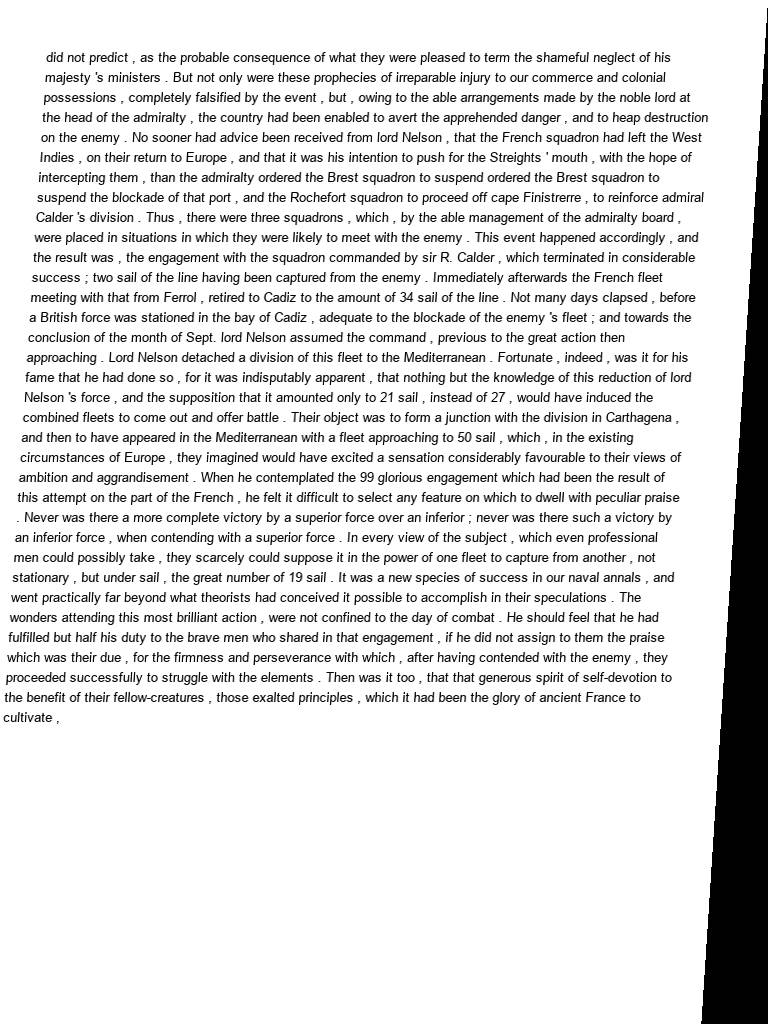 did not predict , as the probable consequence of what they were pleased to term the shameful neglect of his
majesty 's ministers . But not only were these prophecies of irreparable injury to our commerce and colonial
possessions , completely falsified by the event , but , owing to the able arrangements made by the noble lord at
the head of the admiralty , the country had been enabled to avert the apprehended danger , and to heap destruction
on the enemy . No sooner had advice been received from lord Nelson , that the French squadron had left the West
Indies , on their return to Europe , and that it was his intention to push for the Streights ' mouth , with the hope of
intercepting them , than the admiralty ordered the Brest squadron to suspend ordered the Brest squadron to
suspend the blockade of that port , and the Rochefort squadron to proceed off cape Finistrerre , to reinforce admiral
Calder 's division . Thus , there were three squadrons , which , by the able management of the admiralty board ,
were placed in situations in which they were likely to meet with the enemy . This event happened accordingly , and
the result was , the engagement with the squadron commanded by sir R. Calder , which terminated in considerable
success ; two sail of the line having been captured from the enemy . Immediately afterwards the French fleet
meeting with that from Ferrol , retired to Cadiz to the amount of 34 sail of the line . Not many days clapsed , before
a British force was stationed in the bay of Cadiz , adequate to the blockade of the enemy 's fleet ; and towards the
conclusion of the month of Sept. lord Nelson assumed the command , previous to the great action then
approaching . Lord Nelson detached a division of this fleet to the Mediterranean . Fortunate , indeed , was it for his
fame that he had done so , for it was indisputably apparent , that nothing but the knowledge of this reduction of lord
Nelson 's force , and the supposition that it amounted only to 21 sail , instead of 27 , would have induced the
combined fleets to come out and offer battle . Their object was to form a junction with the division in Carthagena ,
and then to have appeared in the Mediterranean with a fleet approaching to 50 sail , which , in the existing
circumstances of Europe , they imagined would have excited a sensation considerably favourable to their views of
ambition and aggrandisement . When he contemplated the 99 glorious engagement which had been the result of
this attempt on the part of the French , he felt it difficult to select any feature on which to dwell with peculiar praise
. Never was there a more complete victory by a superior force over an inferior ; never was there such a victory by
an inferior force , when contending with a superior force . In every view of the subject , which even professional
men could possibly take , they scarcely could suppose it in the power of one fleet to capture from another , not
stationary , but under sail , the great number of 19 sail . It was a new species of success in our naval annals , and
went practically far beyond what theorists had conceived it possible to accomplish in their speculations . The
wonders attending this most brilliant action , were not confined to the day of combat . He should feel that he had
fulfilled but half his duty to the brave men who shared in that engagement , if he did not assign to them the praise
which was their due , for the firmness and perseverance with which , after having contended with the enemy , they
proceeded successfully to struggle with the elements . Then was it too , that that generous spirit of self-devotion to
the benefit of their fellow-creatures , those exalted principles , which it had been the glory of ancient France to
cultivate ,